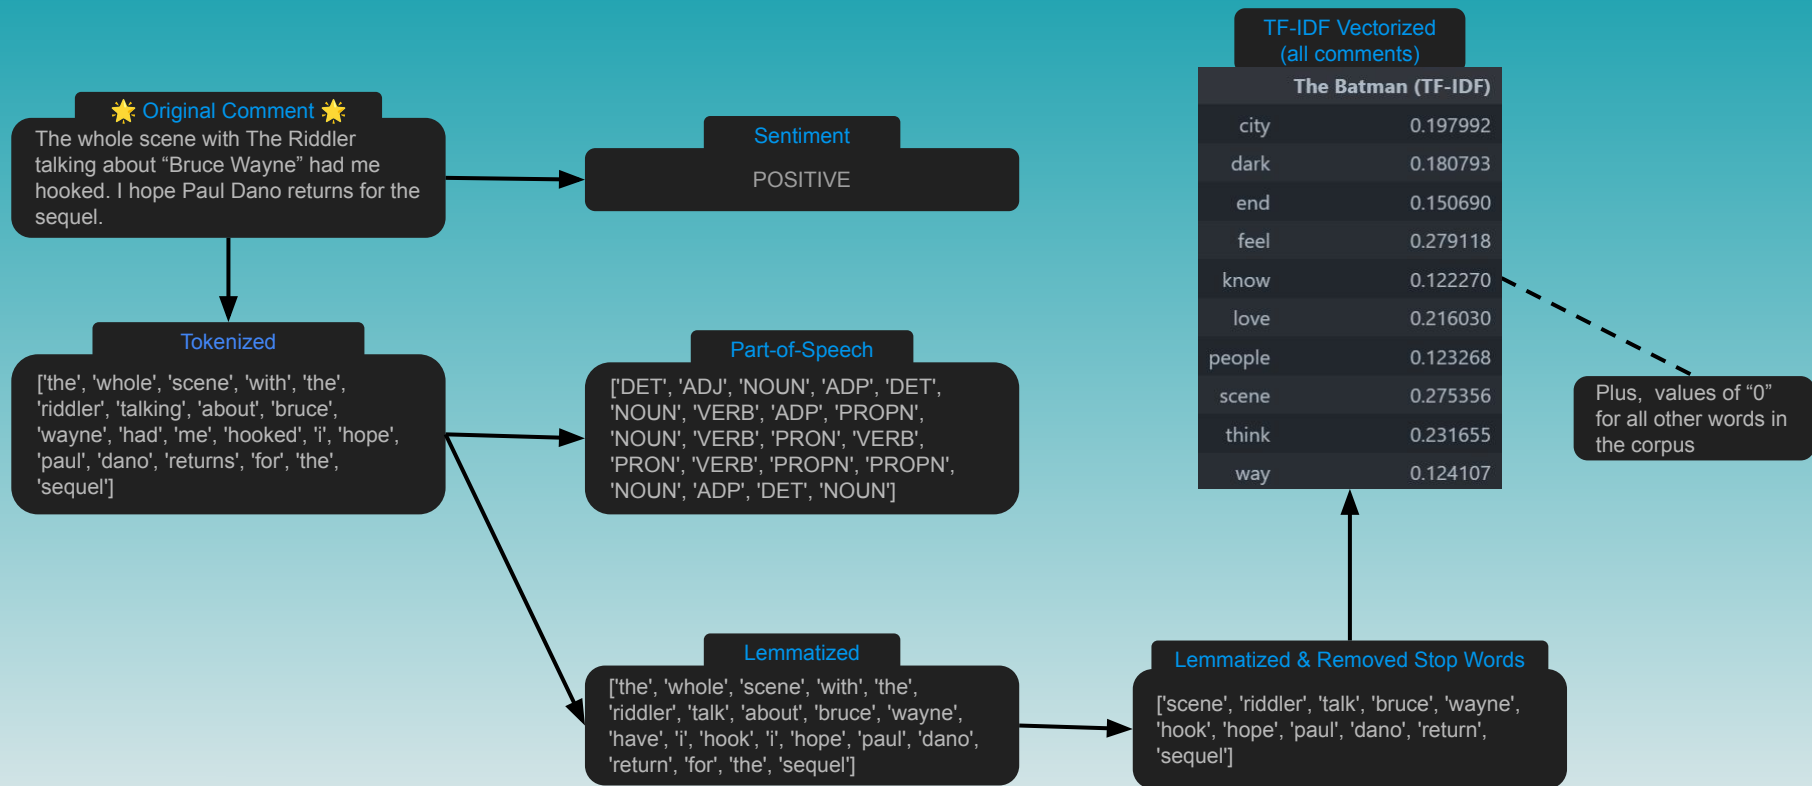 🌟 Original Comment 🌟
The whole scene with The Riddler
talking about “Bruce Wayne” had me
hooked. I hope Paul Dano returns for the
sequel.
Sentiment
POSITIVE
TF-IDF Vectorized
(all comments)
The Batman (TF-IDF)
city 0.197992
dark 0.180793
end 0.150690
feel 0.279118
know 0.122270
love 0.216030
people 0.123268
scene 0.275356
think 0.231655
way 0.124107
Plus, values of “0”
for all other words in
the corpus
Tokenized
['the', 'whole', 'scene', 'with', 'the',
'riddler', 'talking', 'about', 'bruce',
'wayne', 'had', 'me', 'hooked', 'i', 'hope',
'paul', 'dano', 'returns', 'for', 'the',
'sequel']
Part-of-Speech
['DET', 'ADJ', 'NOUN', 'ADP', 'DET',
'NOUN', 'VERB', 'ADP', 'PROPN',
'NOUN', 'VERB', 'PRON', 'VERB',
'PRON', 'VERB', 'PROPN', 'PROPN',
'NOUN', 'ADP', 'DET', 'NOUN']
Lemmatized
['the', 'whole', 'scene', 'with', 'the',
'riddler', 'talk', 'about', 'bruce', 'wayne',
'have', 'i', 'hook', 'i', 'hope', 'paul', 'dano',
'return', 'for', 'the', 'sequel']
Lemmatized & Removed Stop Words
['scene', 'riddler', 'talk', 'bruce', 'wayne',
'hook', 'hope', 'paul', 'dano', 'return',
'sequel']